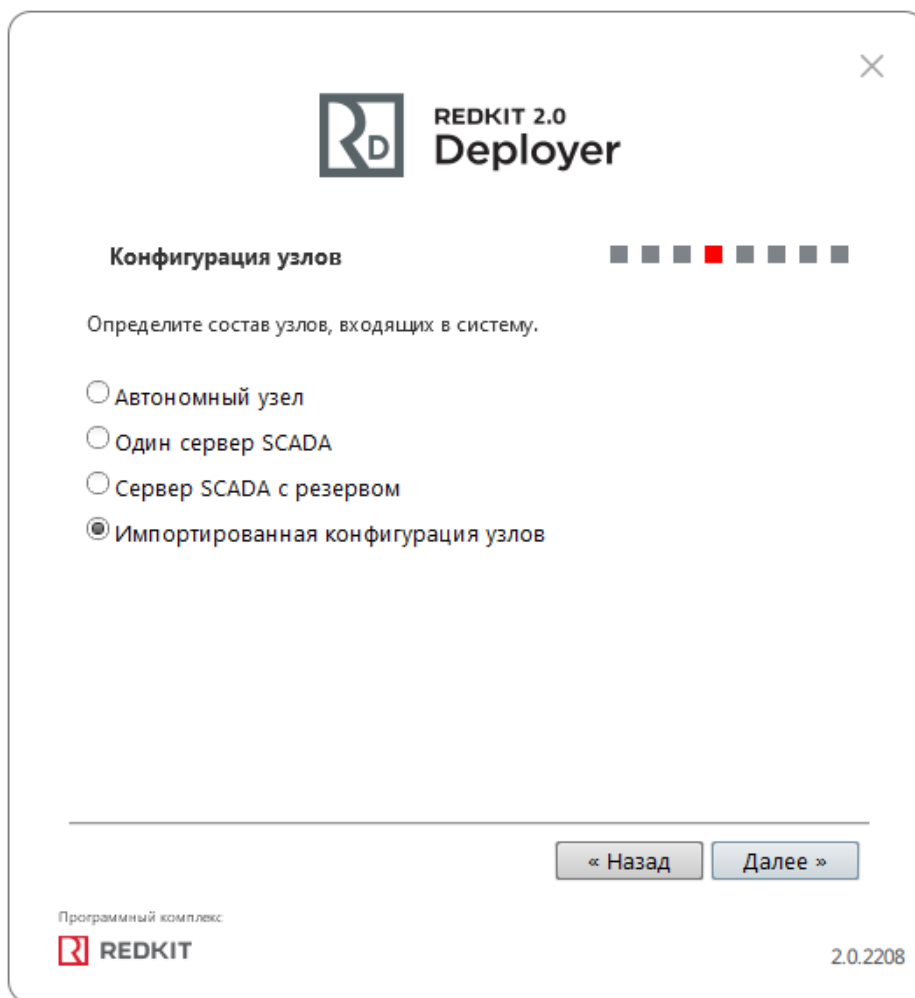 RD
REDKIT 2.0
Deployer
Конфигурация узлов
Определите состав узлов, входящих в систему.
Автономный узел
Один сервер SCADA
Сервер SCADA с резервом
Импортированная конфигурация узлов
« Назад
Далее »
Программный комплекс
REDKIT
2.0.2208